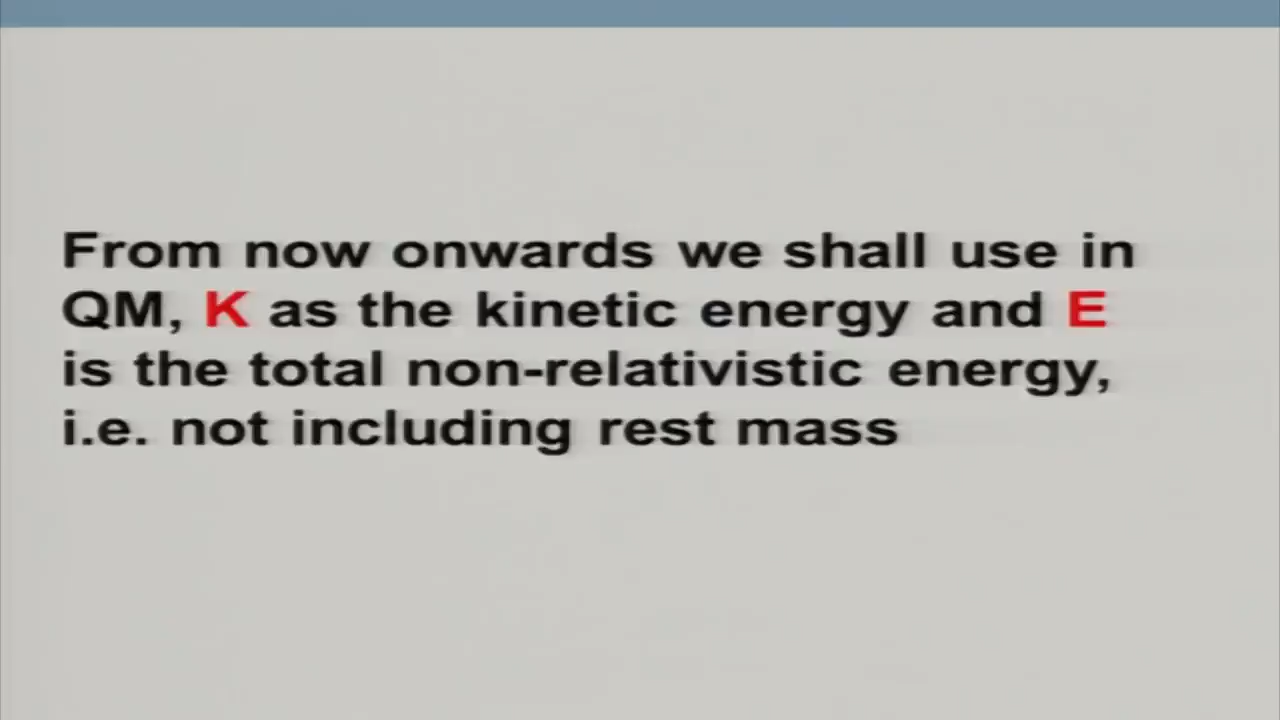 From now onwards we shall use in
QM, K as the kinetic energy and E
is the total non-relativistic energy,
i.e. not including rest mass